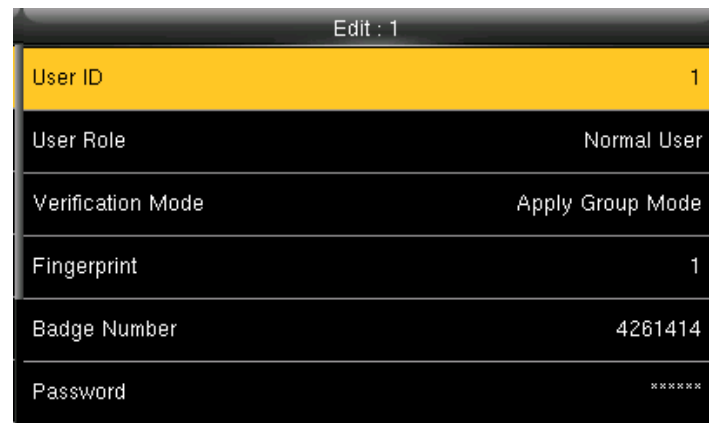 Edit : 1
User ID 1
User Role Normal User
Verification Mode Apply Group Mode
Fingerprint 1
Badge Number 4261414
Password ******